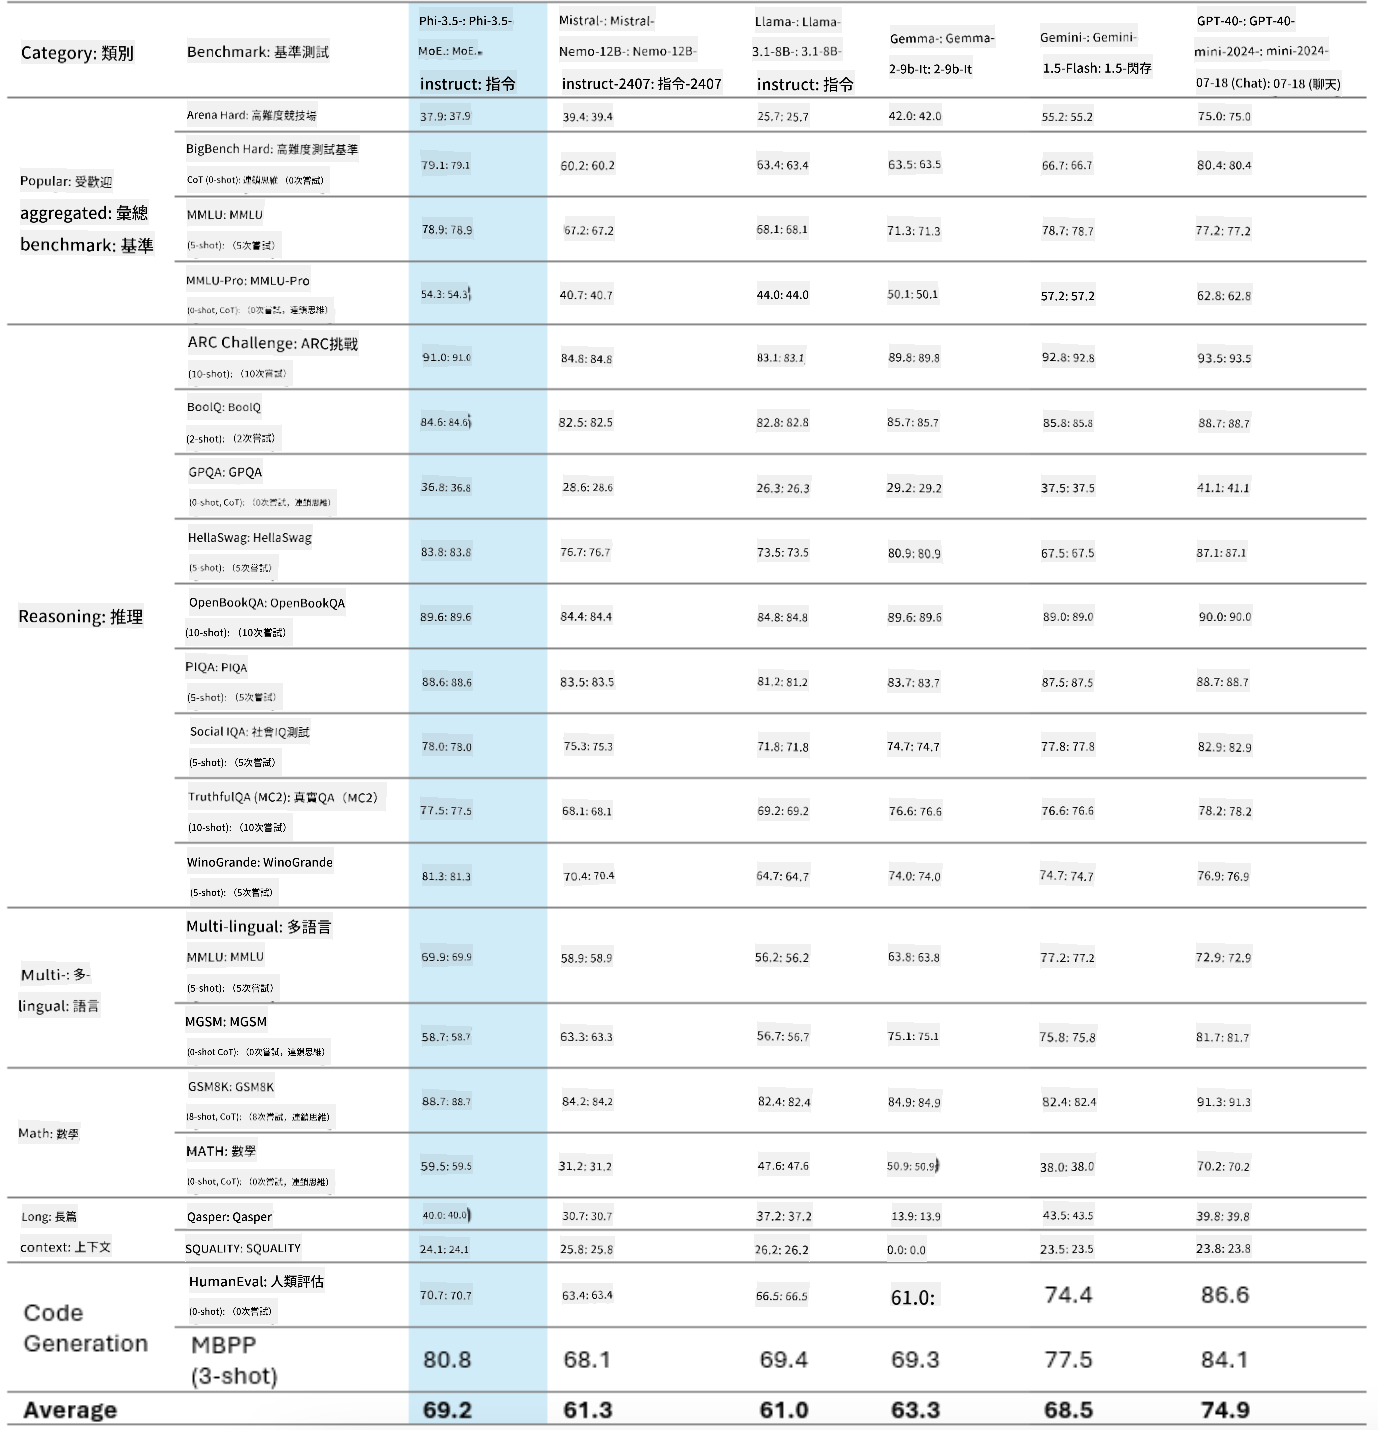 Category: 類別
Benchmark: 基準測試
Phi-3.5-: Phi-3.5-
MoE.: MoE.
instruct: 指令
Mistral-: Mistral-
Nemo-12B-: Nemo-12B-
instruct-2407: 指令-2407
Llama-: Llama-
3.1-8B-: 3.1-8B-
instruct: 指令
Gemma-: Gemma-
2-9b-It: 2-9b-It
Gemini-: Gemini-
1.5-Flash: 1.5-閃存
GPT-40-: GPT-40-
mini-2024-: mini-2024-
07-18 (Chat): 07-18 (聊天)
Popular: 受歡迎
aggregated: 彙總
benchmark: 基準
Arena Hard: 高難度競技場
37.9: 37.9
39.4: 39.4
25.7: 25.7
42.0: 42.0
55.2: 55.2
75.0: 75.0
BigBench Hard: 高難度測試基準
CoT (0-shot): 連鎖思維 （0次嘗試）
79.1: 79.1
60.2: 60.2
63.4: 63.4
63.5: 63.5
66.7: 66.7
80.4: 80.4
MMLU: MMLU
(5-shot): （5次嘗試）
78.9: 78.9
67.2: 67.2
68.1: 68.1
71.3: 71.3
78.7: 78.7
77.2: 77.2
MMLU-Pro: MMLU-Pro
(0-shot, CoT): （0次嘗試，連鎖思維）
54.3: 54.3
40.7: 40.7
44.0: 44.0
50.1: 50.1
57.2: 57.2
62.8: 62.8
Reasoning: 推理
ARC Challenge: ARC挑戰
(10-shot): （10次嘗試）
91.0: 91.0
84.8: 84.8
83.1: 83.1
89.8: 89.8
92.8: 92.8
93.5: 93.5
BoolQ: BoolQ
(2-shot): （2次嘗試）
84.6: 84.6
82.5: 82.5
82.8: 82.8
85.7: 85.7
85.8: 85.8
88.7: 88.7
GPQA: GPQA
(0-shot, CoT): （0次嘗試，連鎖思維）
36.8: 36.8
28.6: 28.6
26.3: 26.3
29.2: 29.2
37.5: 37.5
41.1: 41.1
HellaSwag: HellaSwag
(5-shot): （5次嘗試）
83.8: 83.8
76.7: 76.7
73.5: 73.5
80.9: 80.9
67.5: 67.5
87.1: 87.1
OpenBookQA: OpenBookQA
(10-shot): （10次嘗試）
89.6: 89.6
84.4: 84.4
84.8: 84.8
89.6: 89.6
89.0: 89.0
90.0: 90.0
PIQA: PIQA
(5-shot): （5次嘗試）
88.6: 88.6
83.5: 83.5
81.2: 81.2
83.7: 83.7
87.5: 87.5
88.7: 88.7
Social IQA: 社會IQ測試
(5-shot): （5次嘗試）
78.0: 78.0
75.3: 75.3
71.8: 71.8
74.7: 74.7
77.8: 77.8
82.9: 82.9
TruthfulQA (MC2): 真實QA（MC2）
(10-shot): （10次嘗試）
77.5: 77.5
68.1: 68.1
69.2: 69.2
76.6: 76.6
76.6: 76.6
78.2: 78.2
WinoGrande: WinoGrande
(5-shot): （5次嘗試）
81.3: 81.3
70.4: 70.4
64.7: 64.7
74.0: 74.0
74.7: 74.7
76.9: 76.9
Multi-: 多-
lingual: 語言
Multi-lingual: 多語言
MMLU: MMLU
(5-shot): （5次嘗試）
69.9: 69.9
58.9: 58.9
56.2: 56.2
63.8: 63.8
77.2: 77.2
72.9: 72.9
MGSM: MGSM
(0-shot CoT): （0次嘗試，連鎖思維）
58.7: 58.7
63.3: 63.3
56.7: 56.7
75.1: 75.1
75.8: 75.8
81.7: 81.7
Math: 數學
GSM8K: GSM8K
(8-shot, CoT): （8次嘗試，連鎖思維）
88.7: 88.7
84.2: 84.2
82.4: 82.4
84.9: 84.9
82.4: 82.4
91.3: 91.3
MATH: 數學
(0-shot, CoT): （0次嘗試，連鎖思維）
59.5: 59.5
31.2: 31.2
47.6: 47.6
50.9: 50.9
38.0: 38.0
70.2: 70.2
Long: 長篇
context: 上下文
Qasper: Qasper
40.0: 40.0
30.7: 30.7
37.2: 37.2
13.9: 13.9
43.5: 43.5
39.8: 39.8
SQUALITY: SQUALITY
24.1: 24.1
25.8: 25.8
26.2: 26.2
0.0: 0.0
23.5: 23.5
23.8: 23.8
Code
Generation
HumanEval: 人類評估
(0-shot): （0次嘗試）
70.7: 70.7
63.4: 63.4
66.5: 66.5
61.0:
74.4
86.6
MBPP
(3-shot)
80.8
68.1
69.4
69.3
77.5
84.1
Average
69.2
61.3
61.0
63.3
68.5
74.9